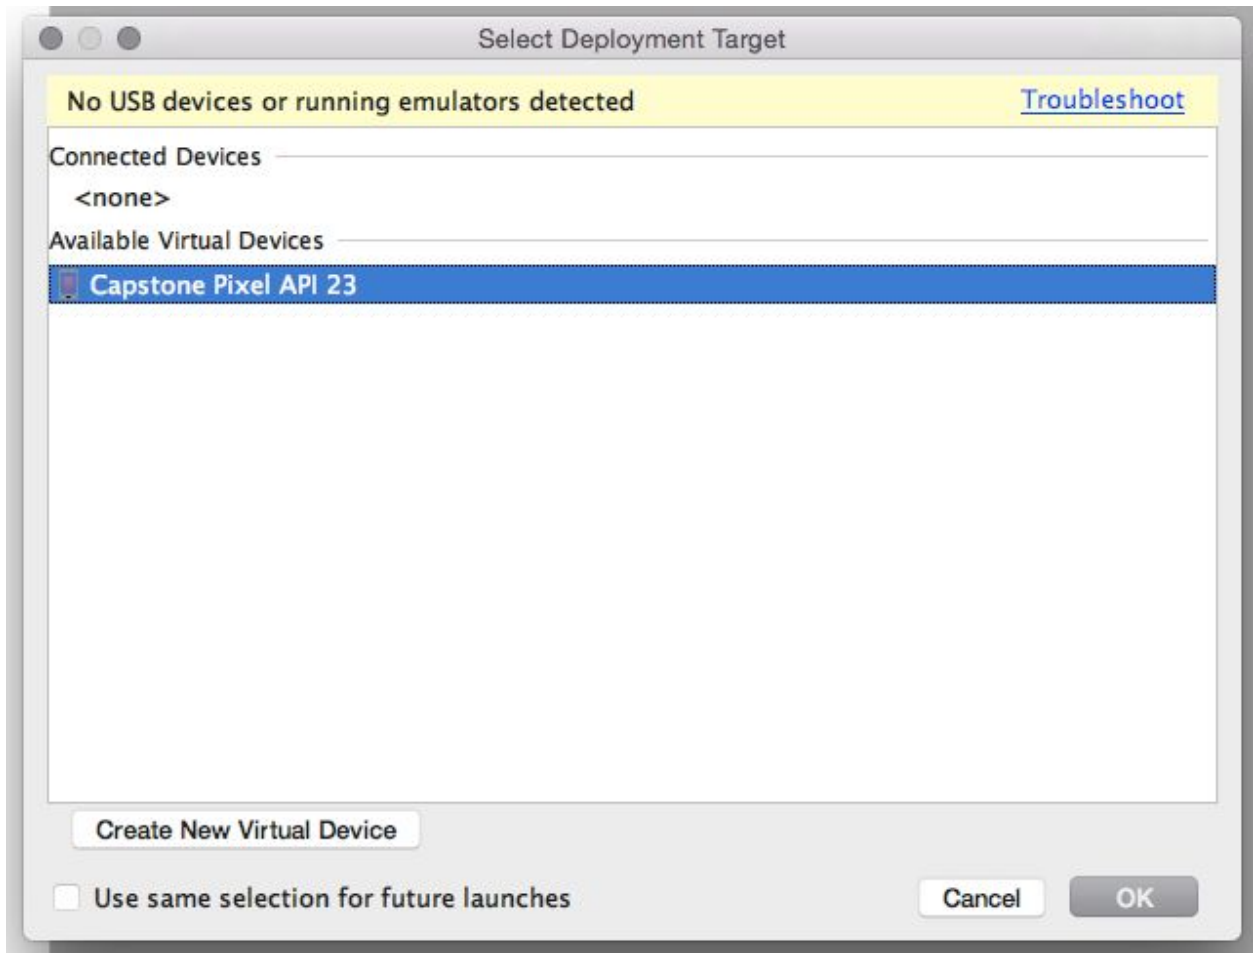 Select Deployment Target
No USB devices or running emulators detected Troubleshoot
Connected Devices
<none>
Available Virtual Devices
Capstone Pixel API 23
Create New Virtual Device
Use same selection for future launches
Cancel OK